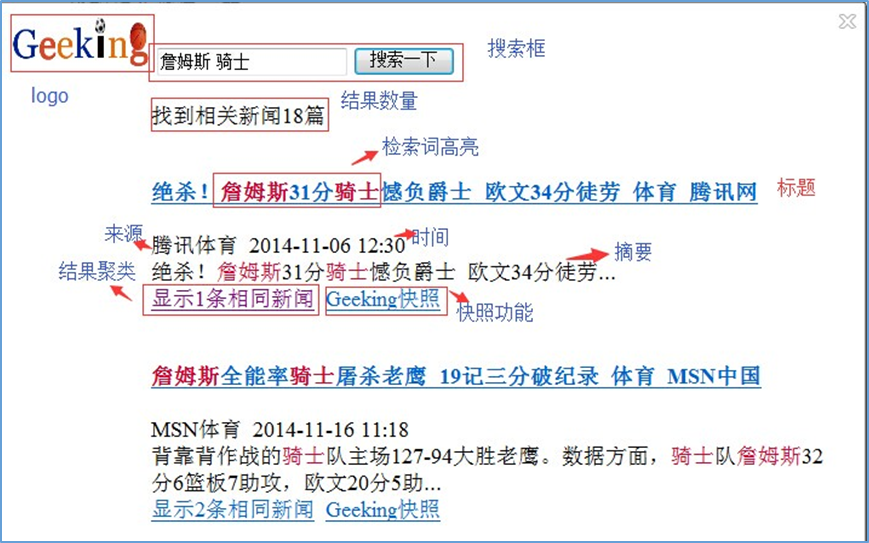 Geeking
詹姆斯 骑士 搜索一下 搜索框
logo
找到相关新闻18篇 结果数量
检索词高亮
绝杀！詹姆斯31分骑士憾负爵士 欧文34分徒劳 体育 腾讯网 标题
来源
腾讯体育 2014-11-06 12:30 时间
绝杀！詹姆斯31分骑士憾负爵士 欧文34分徒劳... 摘要
结果聚类
显示1条相同新闻 Geeking快照
快照功能
詹姆斯全能率骑士屠杀老鹰 19记三分破纪录 体育 MSN中国
MSN体育 2014-11-16 11:18
背靠背作战的骑士队主场127-94大胜老鹰。数据方面，骑士队詹姆斯32
分6篮板7助攻，欧文20分5助...
显示2条相同新闻 Geeking快照